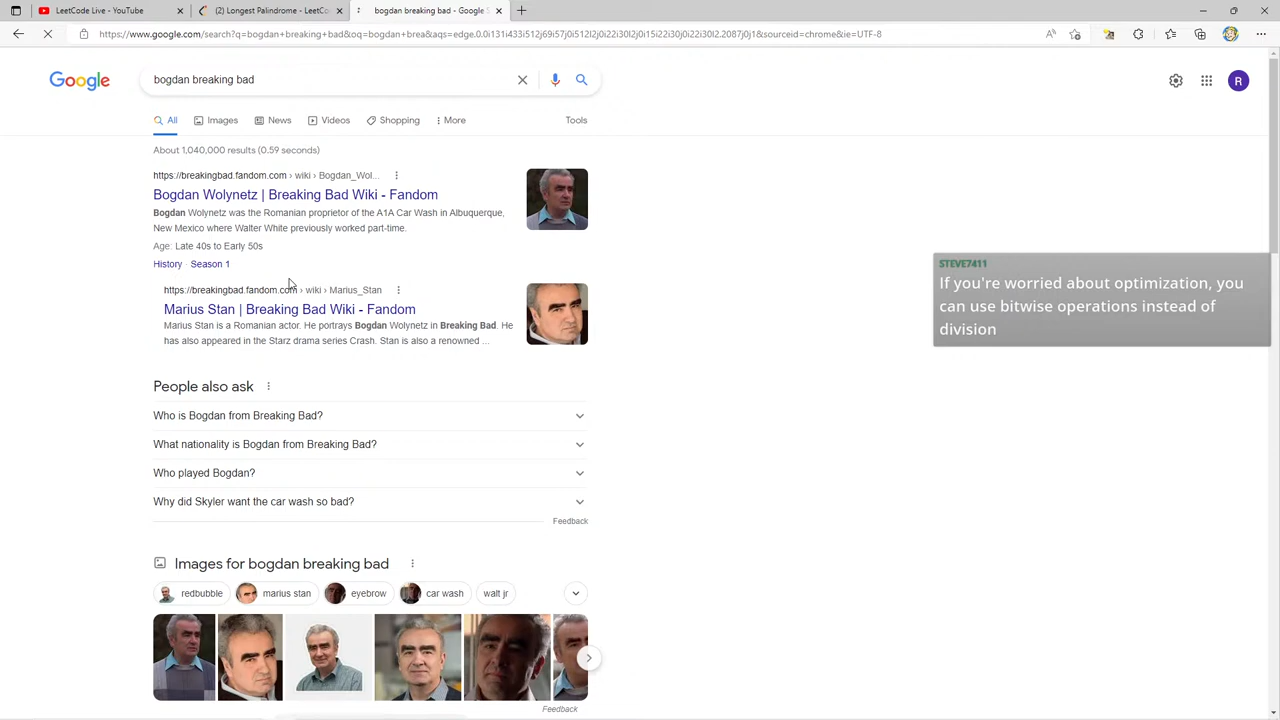 LeetCode Live - YouTube
(2) Longest Palindrome - LeetCo
bogdan breaking bad - Google S
https://www.google.com/search?q=bogdan+breaking+bad&oq=bogdan+brea&aqs=edge.0.0i131i433i512j69i57j0i512l2j0i22i30l2j0i15i22i30j0i22i30l2.2087j0j1&sourceid=chrome&ie=UTF-8
Google
bogdan breaking bad
R
All
Images
News
Videos
Shopping
More
Tools
About 1,040,000 results (0.59 seconds)
https://breakingbad.fandom.com › wiki › Bogdan_Wol...
Bogdan Wolynetz | Breaking Bad Wiki - Fandom
Bogdan Wolynetz was the Romanian proprietor of the A1A Car Wash in Albuquerque,
New Mexico where Walter White previously worked part-time.
Age: Late 40s to Early 50s
History · Season 1
https://breakingbad.fandom.com › wiki › Marius_Stan
Marius Stan | Breaking Bad Wiki - Fandom
Marius Stan is a Romanian actor. He portrays Bogdan Wolynetz in Breaking Bad. He
has also appeared in the Starz drama series Crash. Stan is also a renowned ...
STEVE7411
If you're worried about optimization, you
can use bitwise operations instead of
division
People also ask
Who is Bogdan from Breaking Bad?
What nationality is Bogdan from Breaking Bad?
Who played Bogdan?
Why did Skyler want the car wash so bad?
Feedback
Images for bogdan breaking bad
redbubble
marius stan
eyebrow
car wash
walt jr
Feedback